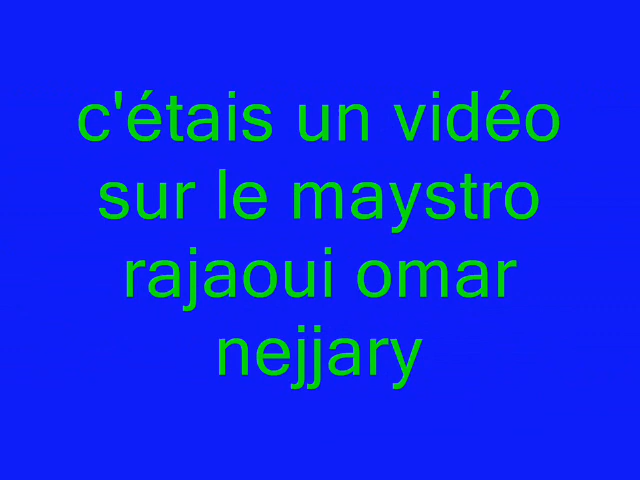 c'étais un vidéo
sur le maystro
rajaoui omar
nejjary